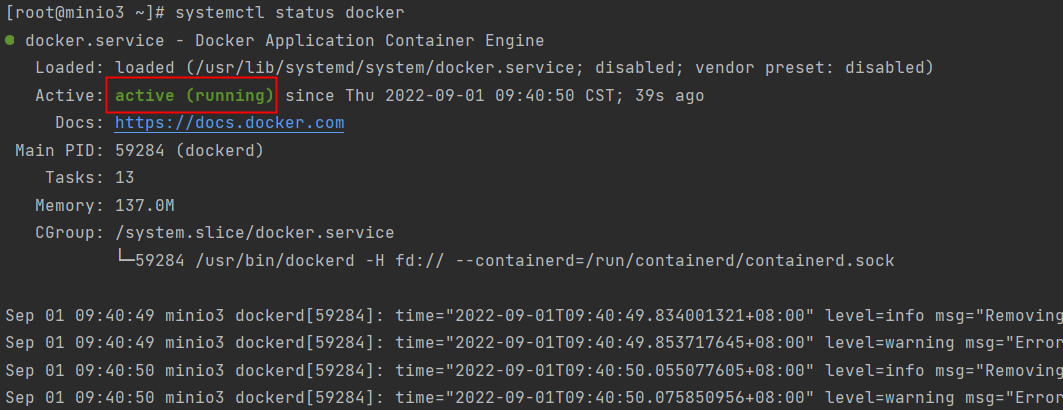 [root@minio3 ~]# systemctl status docker
● docker.service - Docker Application Container Engine
   Loaded: loaded (/usr/lib/systemd/system/docker.service; disabled; vendor preset: disabled)
   Active: active (running) since Thu 2022-09-01 09:40:50 CST; 39s ago
     Docs: https://docs.docker.com
 Main PID: 59284 (dockerd)
    Tasks: 13
   Memory: 137.0M
   CGroup: /system.slice/docker.service
           └─59284 /usr/bin/dockerd -H fd:// --containerd=/run/containerd/containerd.sock
Sep 01 09:40:49 minio3 dockerd[59284]: time="2022-09-01T09:40:49.834001321+08:00" level=info msg="Removing
Sep 01 09:40:49 minio3 dockerd[59284]: time="2022-09-01T09:40:49.853717645+08:00" level=warning msg="Error
Sep 01 09:40:50 minio3 dockerd[59284]: time="2022-09-01T09:40:50.055077605+08:00" level=info msg="Removing
Sep 01 09:40:50 minio3 dockerd[59284]: time="2022-09-01T09:40:50.075850956+08:00" level=warning msg="Error